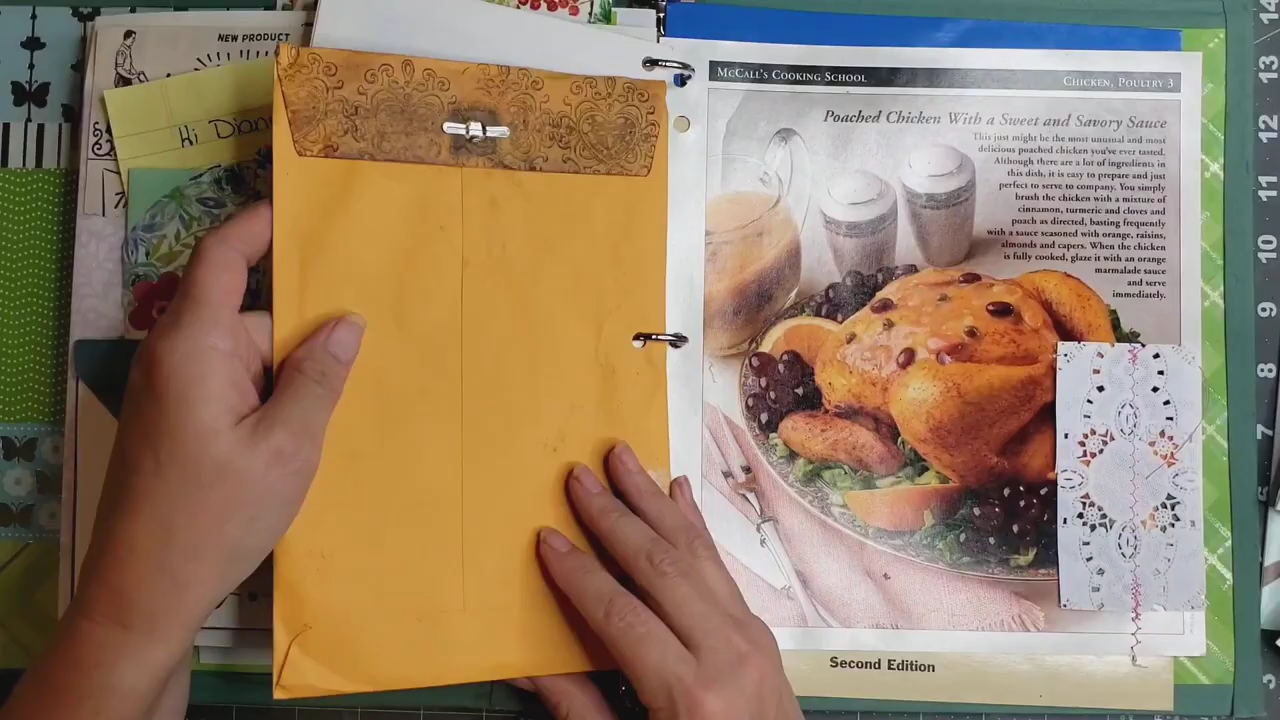 NEW PRODUCT
Hi Dian
McCall's Cooking School
Chicken, Poultry 3
Poached Chicken With a Sweet and Savory Sauce
This just might be the most unusual and most
delicious poached chicken you've ever tasted.
Although there are a lot of ingredients in
this dish, it is easy to prepare and just
perfect to serve to company. You simply
brush the chicken with a mixture of
cinnamon, turmeric and cloves and
poach as directed, basting frequently
with a sauce seasoned with orange, raisins,
almonds and capers. When the chicken
is fully cooked, glaze it with an orange
marmalade sauce
and serve
immediately.
Second Edition
14
13
12
11
10
9
8
7
3